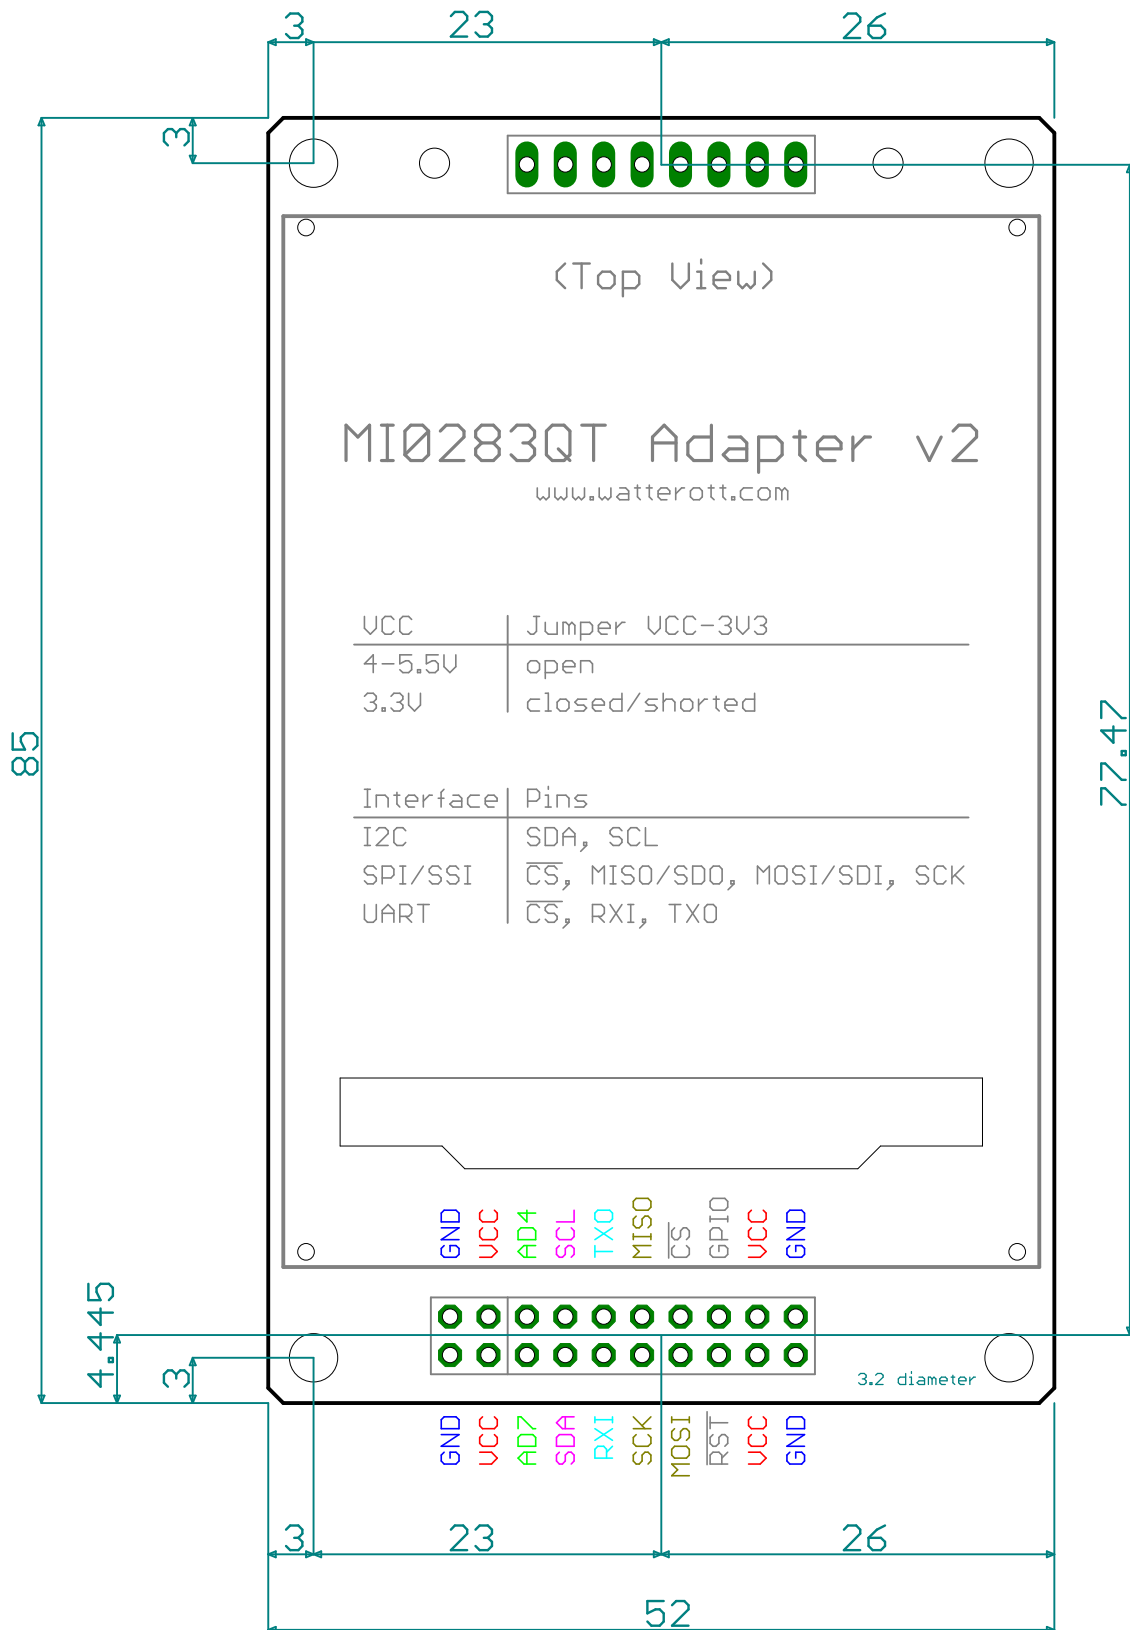 3 23 26
3
(Top View)
MI0283QT Adapter v2
www.watterott.com
VCC Jumper VCC-3V3
4-5.5V open
3.3V closed/shorted
85
77.47
Interface Pins
I2C SDA, SCL
SPI/SSI CS, MISO/SDO, MOSI/SDI, SCK
UART CS, RXI, TXO
GND VCC AD4 SCL TXO MISO CS GPIO VCC GND
4.445
3
3.2 diameter
GND VCC AD7 SDA RXI SCK MOSI RST VCC GND
3 23 26
52